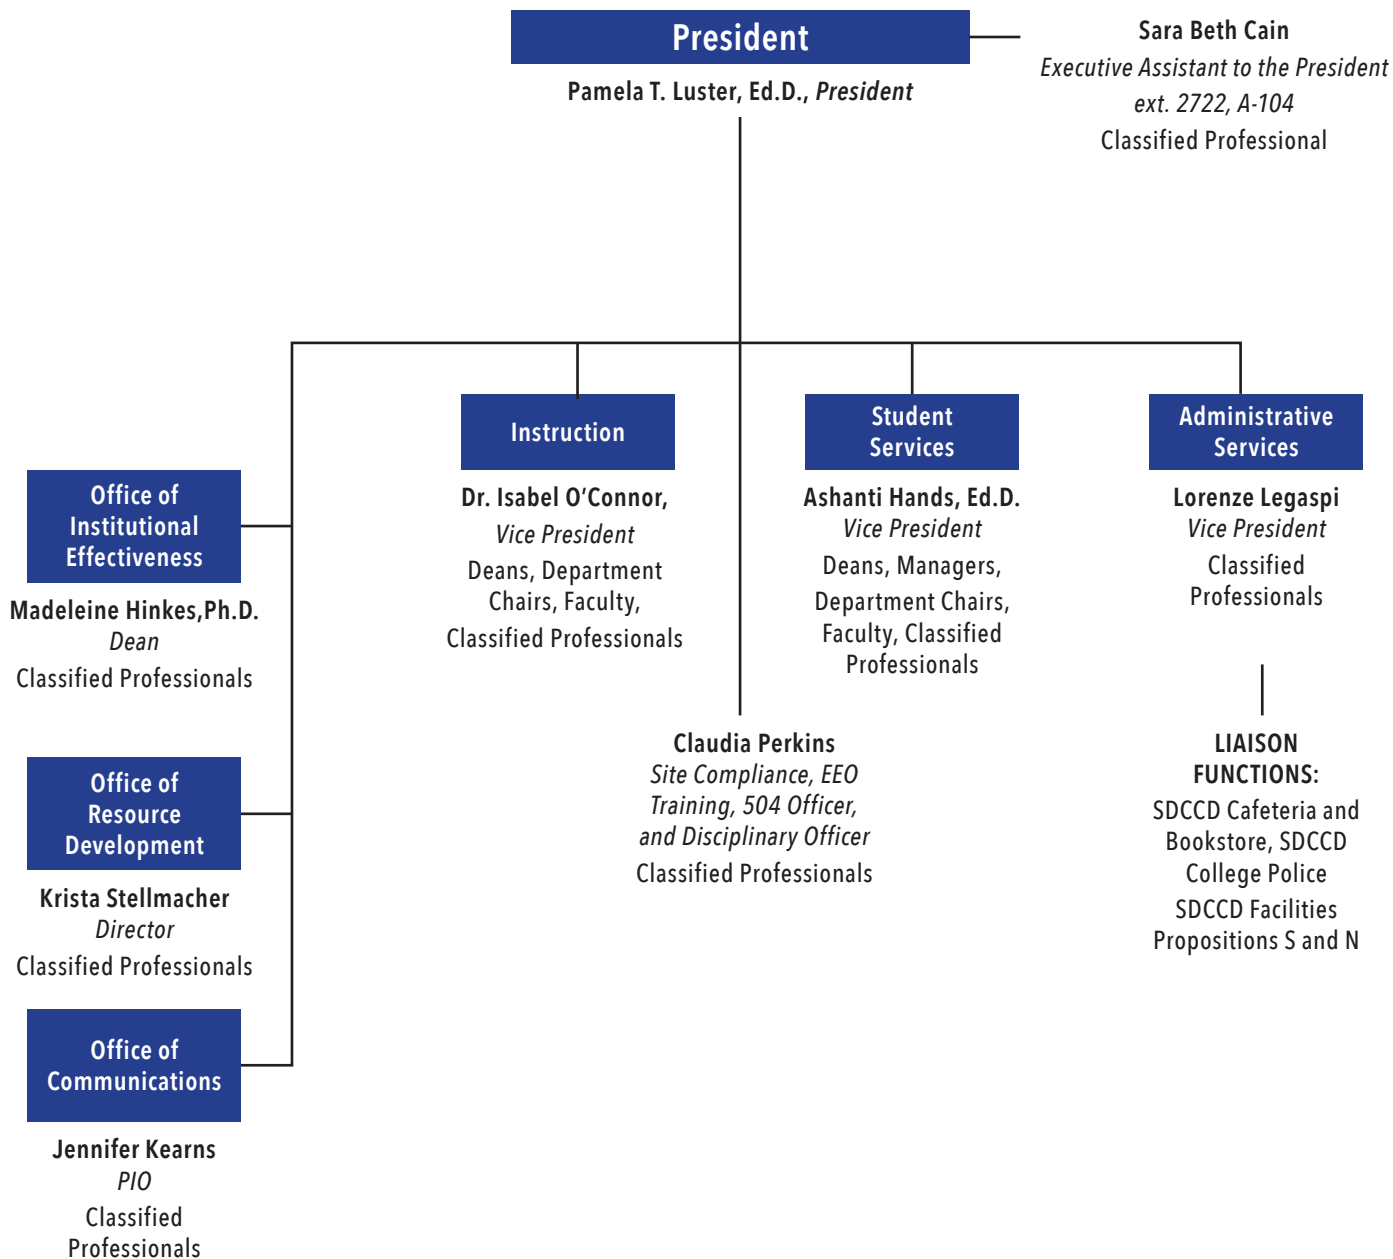 President
Pamela T. Luster, Ed.D., President
Sara Beth Cain
Executive Assistant to the President
ext. 2722, A-104
Classified Professional
Instruction
Dr. Isabel O’Connor,
Vice President
Deans, Department
Chairs, Faculty,
Classified Professionals
Student
Services
Ashanti Hands, Ed.D.
Vice President
Deans, Managers,
Department Chairs,
Faculty, Classified
Professionals
Administrative
Services
Lorenze Legaspi
Vice President
Classified
Professionals
Office of
Institutional
Effectiveness
Madeleine Hinkes,Ph.D.
Dean
Classified Professionals
Claudia Perkins
Site Compliance, EEO
Training, 504 Officer,
and Disciplinary Officer
Classified Professionals
LIAISON
FUNCTIONS:
SDCCD Cafeteria and
Bookstore, SDCCD
College Police
SDCCD Facilities
Propositions S and N
Office of
Resource
Development
Krista Stellmacher
Director
Classified Professionals
Office of
Communications
Jennifer Kearns
PIO
Classified
Professionals